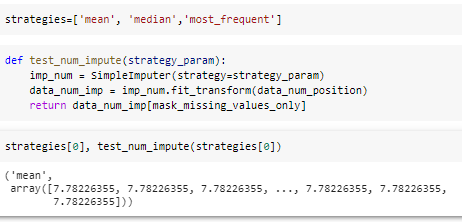 strategies=['mean', 'median','most_frequent']
def test_num_impute(strategy_param):
    imp_num = SimpleImputer(strategy=strategy_param)
    data_num_imp = imp_num.fit_transform(data_num_position)
    return data_num_imp[mask_missing_values_only]
strategies[0], test_num_impute(strategies[0])
('mean',
 array([7.78226355, 7.78226355, 7.78226355, ..., 7.78226355, 7.78226355,
        7.78226355]))